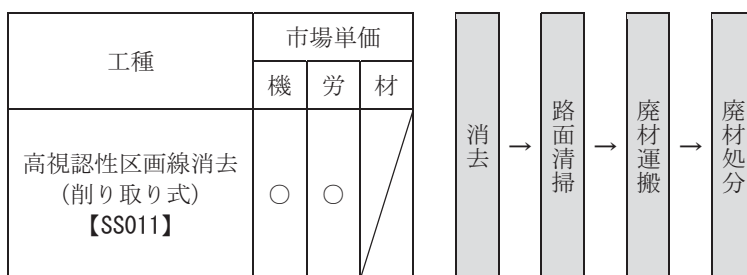 工種
市場単価
機 労 材
高視認性区画線消去
(削り取り式)
【SS011】
○ ○
消去 → 路面清掃 → 廃材運搬 → 廃材処分